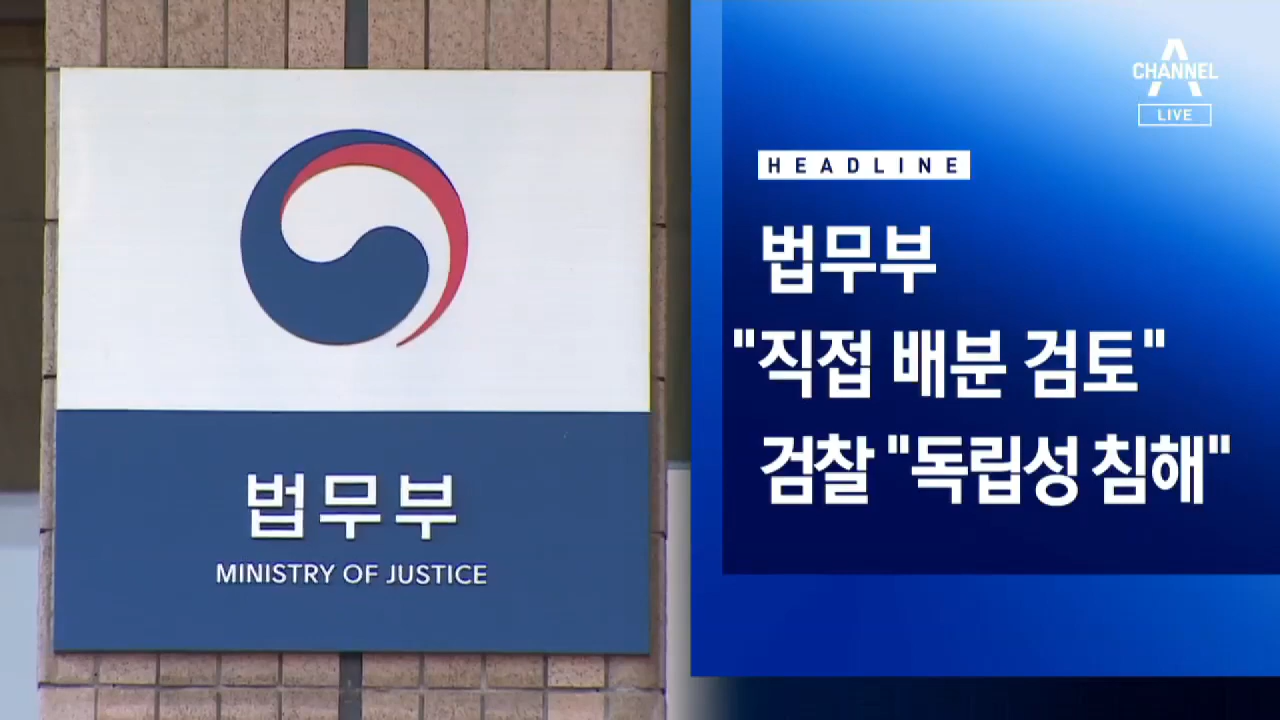 법무부
MINISTRY OF JUSTICE
CHANNEL A
LIVE
HEADLINE
법무부
"직접 배분 검토"
검찰 "독립성 침해"